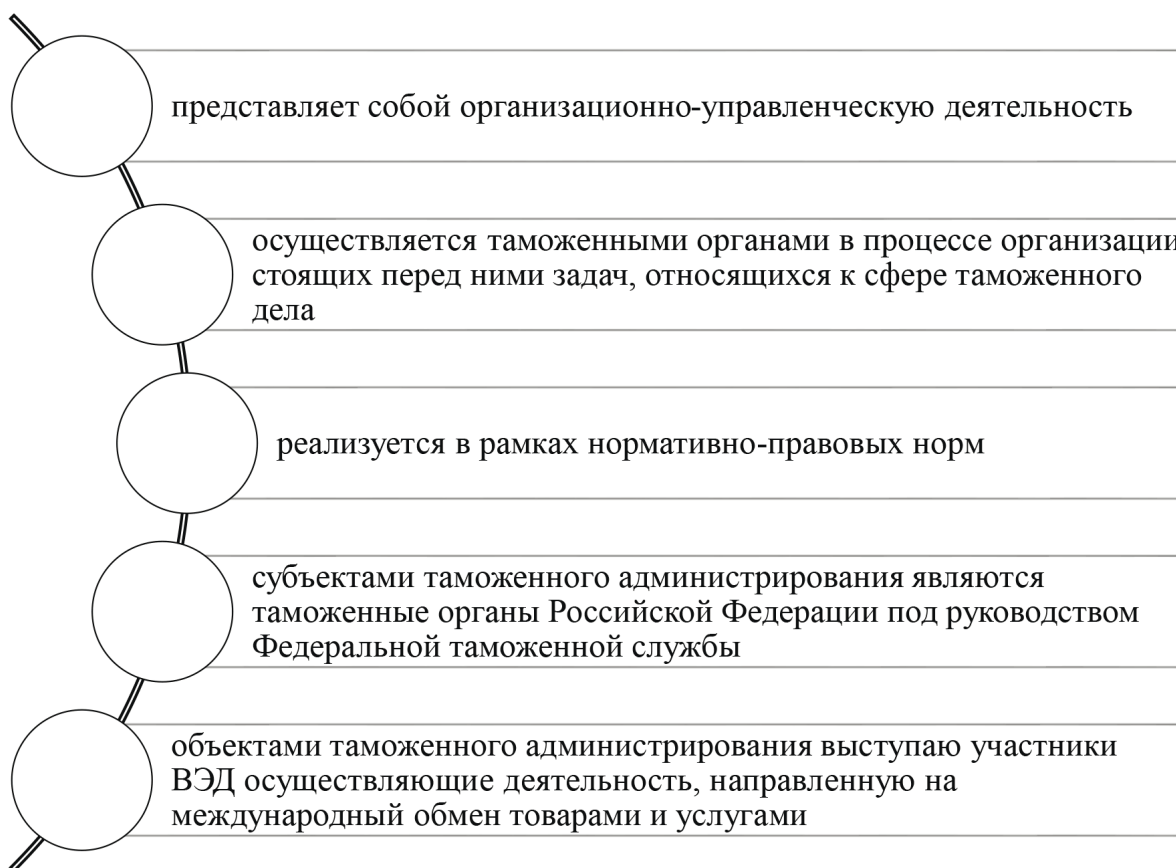 представляет собой организационно-управленческую деятельность
осуществляется таможенными органами в процессе организации
стоящих перед ними задач, относящихся к сфере таможенного
дела
реализуется в рамках нормативно-правовых норм
субъектами таможенного администрирования являются
таможенные органы Российской Федерации под руководством
Федеральной таможенной службы
объектами таможенного администрирования выступаю участники
ВЭД осуществляющие деятельность, направленную на
международный обмен товарами и услугами